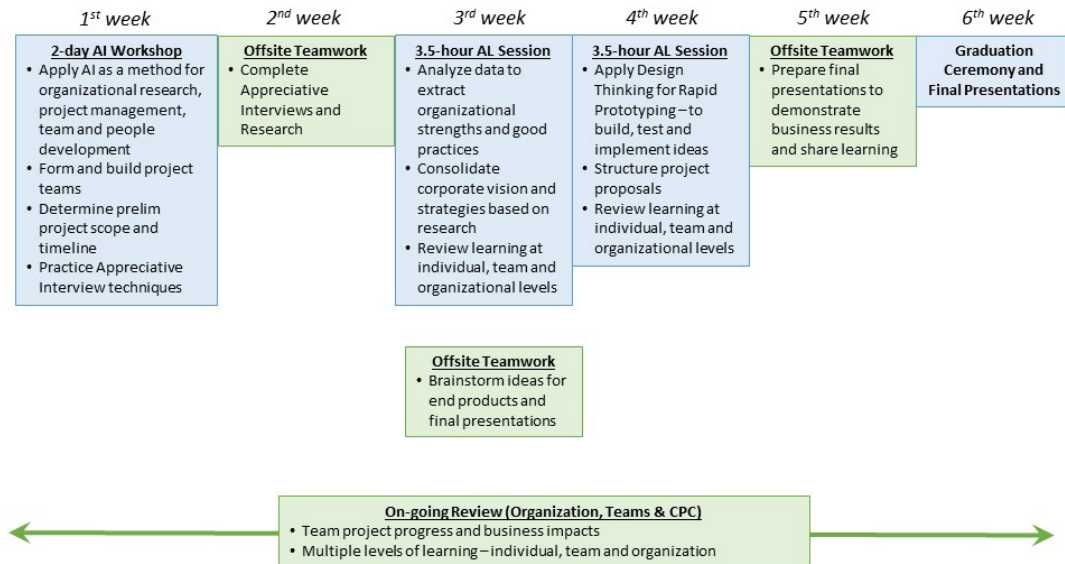 1st week
2nd week
3rd week
4th week
5th week
6th week
2-day AI Workshop
• Apply AI as a method for
organizational research,
project management,
team and people
development
• Form and build project
teams
• Determine prelim
project scope and
timeline
• Practice Appreciative
Interview techniques
Offsite Teamwork
• Complete
Appreciative
Interviews and
Research
3.5-hour AL Session
• Analyze data to
extract
organizational
strengths and good
practices
• Consolidate
corporate vision and
strategies based on
research
• Review learning at
individual, team and
organizational levels
3.5-hour AL Session
• Apply Design
Thinking for Rapid
Prototyping – to
build, test and
implement ideas
• Structure project
proposals
• Review learning at
individual, team and
organizational levels
Offsite Teamwork
• Prepare final
presentations to
demonstrate
business results
and share learning
Graduation
Ceremony and
Final Presentations
Offsite Teamwork
• Brainstorm ideas for
end products and
final presentations
On-going Review (Organization, Teams & CPC)
• Team project progress and business impacts
• Multiple levels of learning – individual, team and organization